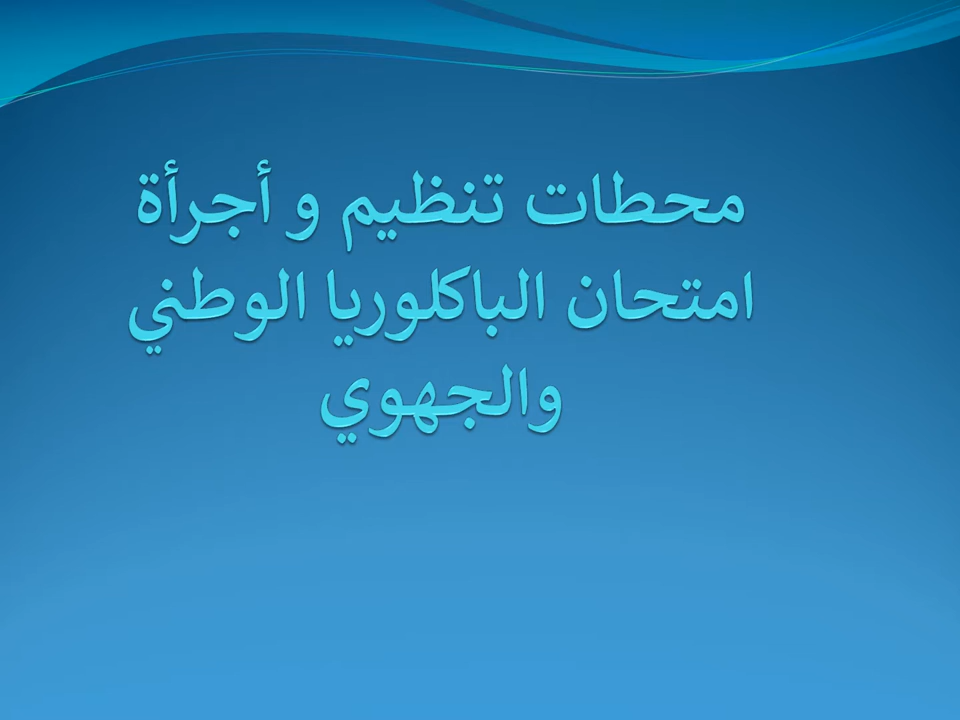 محطات تنظيم و أجرأة
امتحان الباكلوريا الوطني
والجهوي